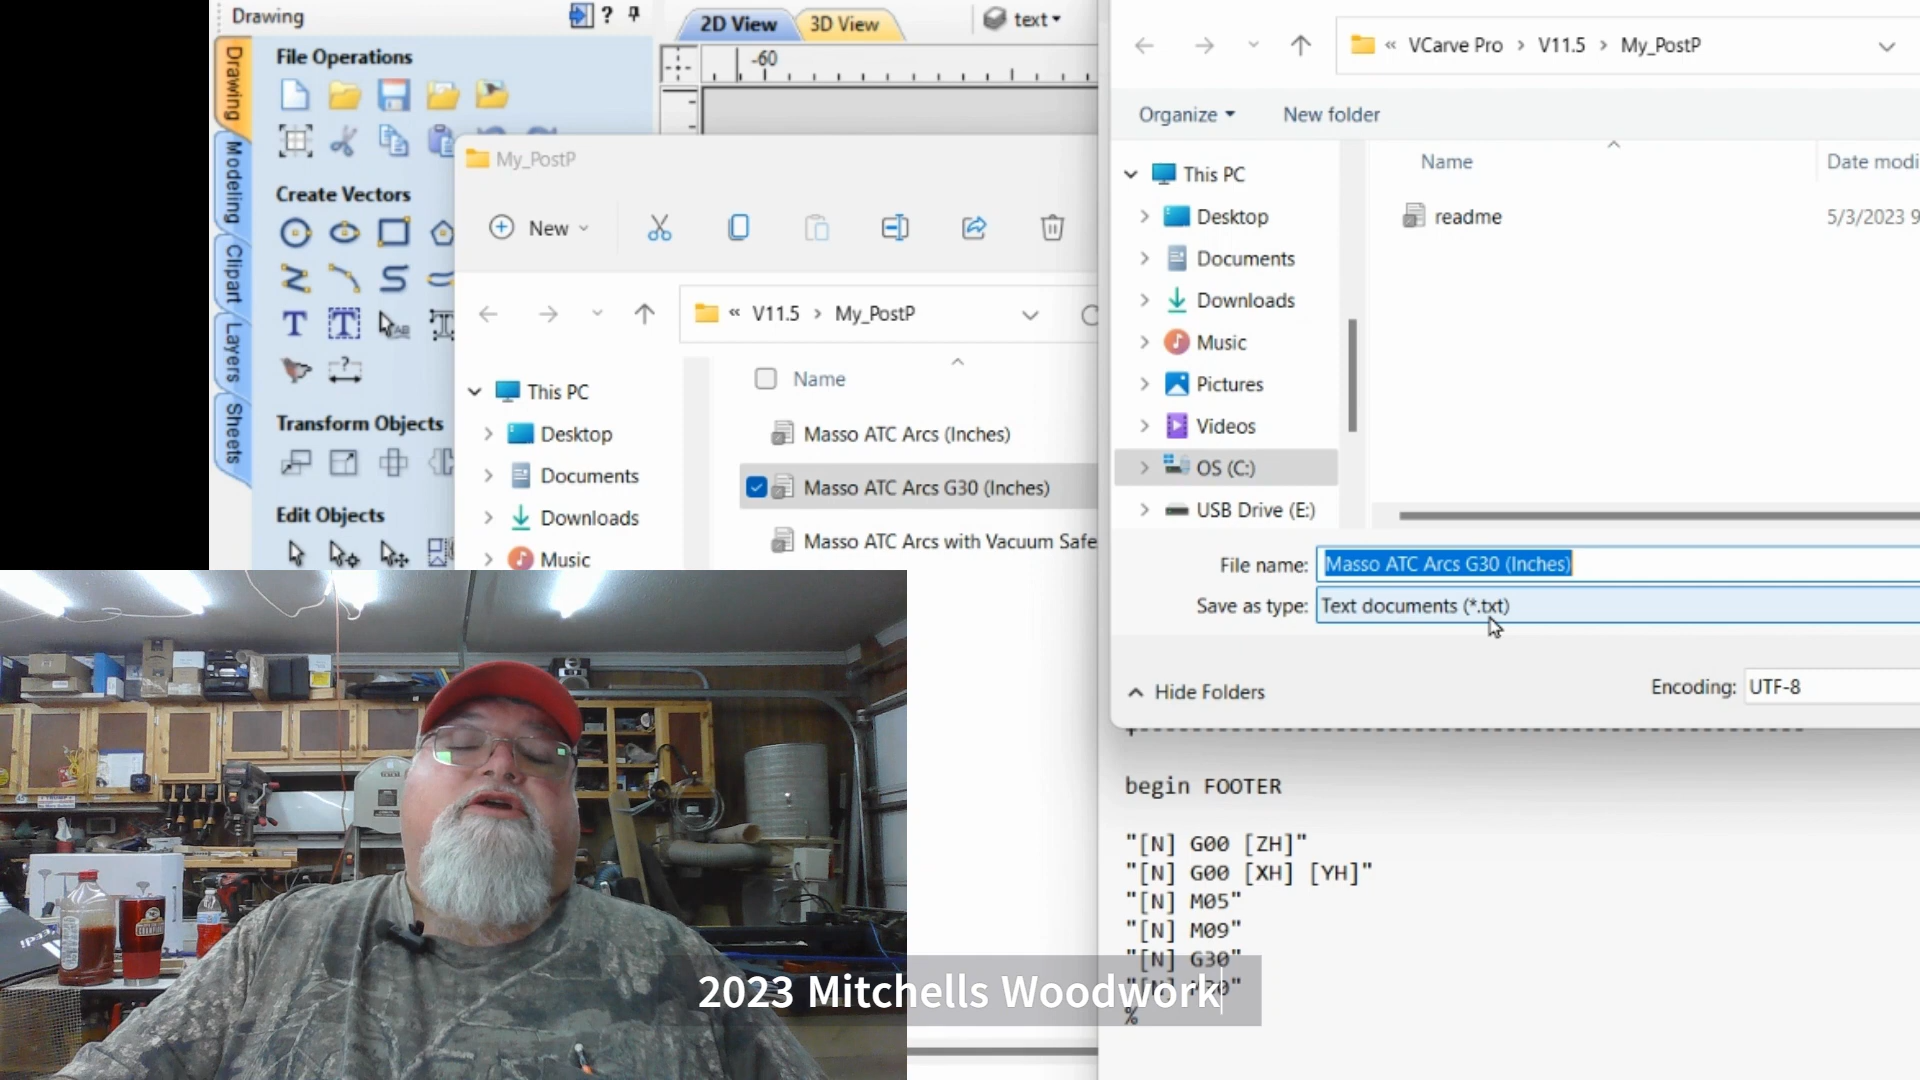 Drawing
File Operations
Create Vectors
Transform Objects
Edit Objects
Drawing
Modeling
Clipart
Layers
Sheets
2D View
3D View
text
-60
My_PostP
New
« V11.5 > My_PostP
Name
This PC
Desktop
Documents
Downloads
Music
Masso ATC Arcs (Inches)
Masso ATC Arcs G30 (Inches)
Masso ATC Arcs with Vacuum Safe
« VCarve Pro > V11.5 > My_PostP
Organize
New folder
Name
Date modi
This PC
Desktop
Documents
Downloads
Music
Pictures
Videos
OS (C:)
USB Drive (E:)
readme
5/3/2023 9
File name: Masso ATC Arcs G30 (Inches)
Save as type: Text documents (*.txt)
Hide Folders
Encoding: UTF-8
begin FOOTER
"[N] G00 [ZH]"
"[N] G00 [XH] [YH]"
"[N] M05"
"[N] M09"
"[N] G30"
"[N] M30"
%
2023 Mitchells Woodwork